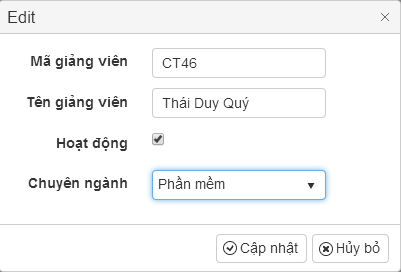 Edit
Mã giảng viên CT46
Tên giảng viên Thái Duy Quý
Hoạt động
Chuyên ngành Phần mềm
Cập nhật Hủy bỏ